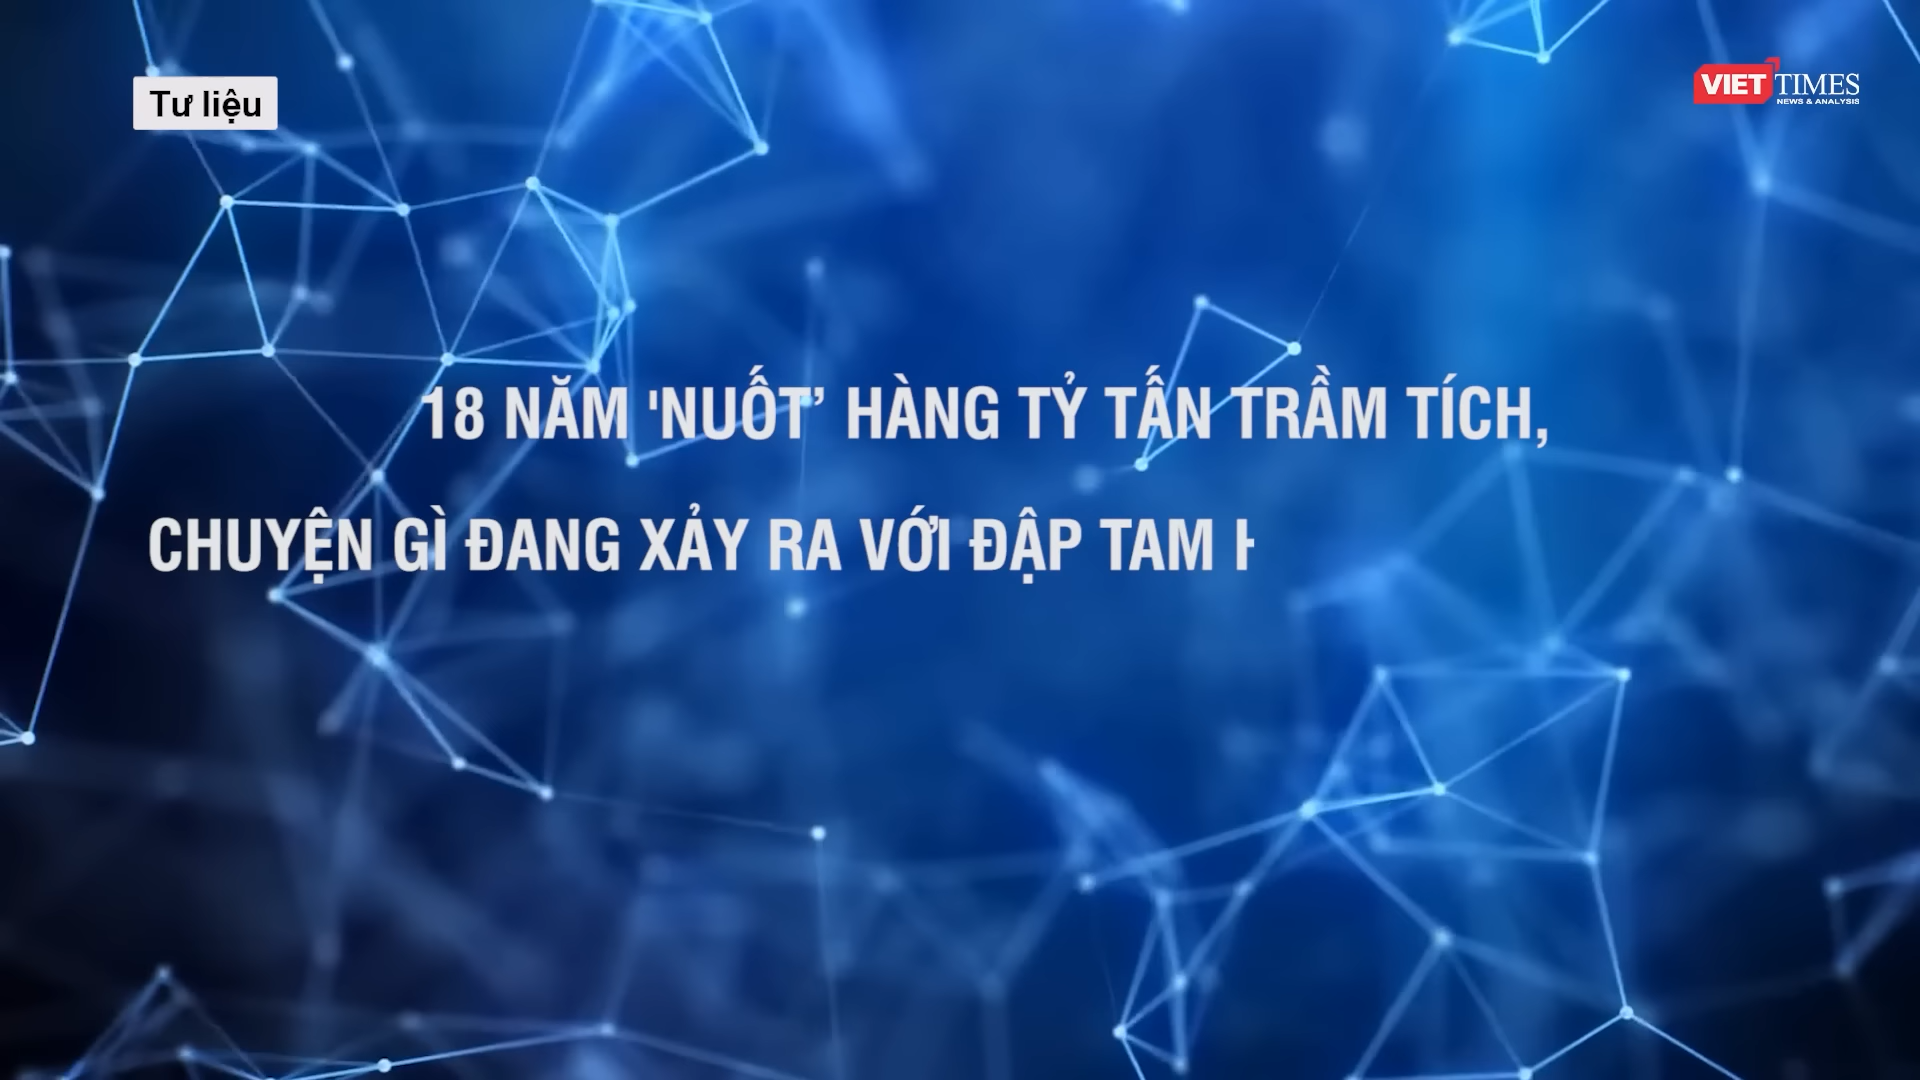 Tư liệu
VIETTIMES
NEWS & ANALYSIS
18 NĂM 'NUỐT’ HÀNG TỶ TẤN TRẦM TÍCH,
CHUYỆN GÌ ĐANG XẢY RA VỚI ĐẬP TAM